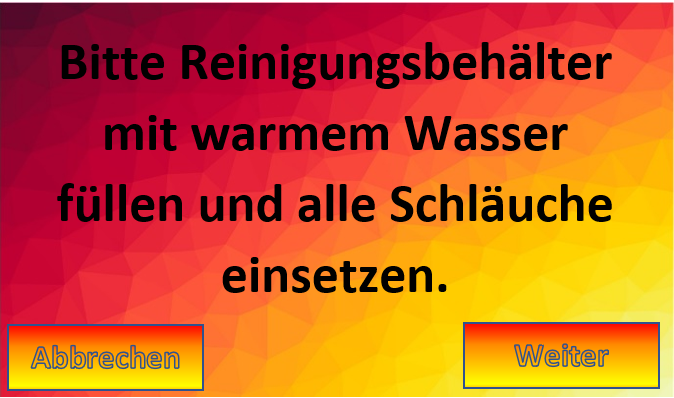 Bitte Reinigungsbehälter
mit warmem Wasser
füllen und alle Schläuche
einsetzen.
Abbrechen
Weiter